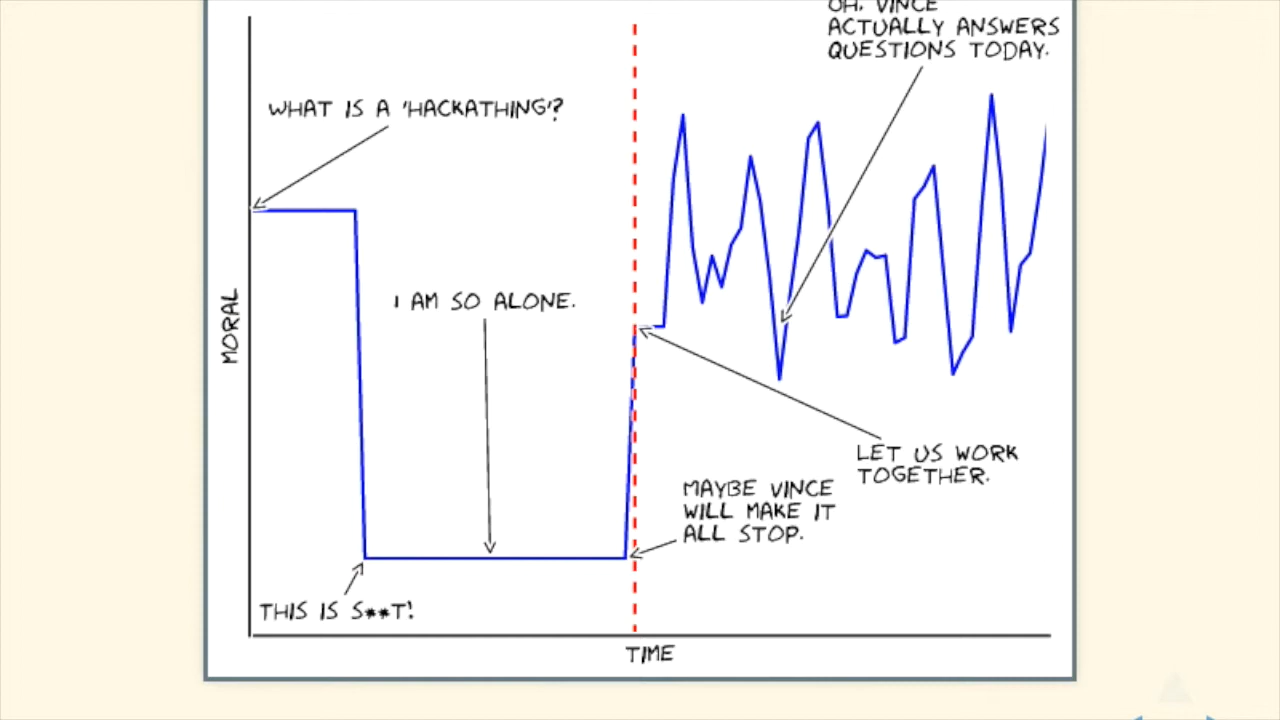 OH, VINCE
ACTUALLY ANSWERS
QUESTIONS TODAY.
WHAT IS A 'HACKATHING'?
I AM SO ALONE.
MORAL
LET US WORK
TOGETHER.
MAYBE VINCE
WILL MAKE IT
ALL STOP.
THIS IS S**T!
TIME